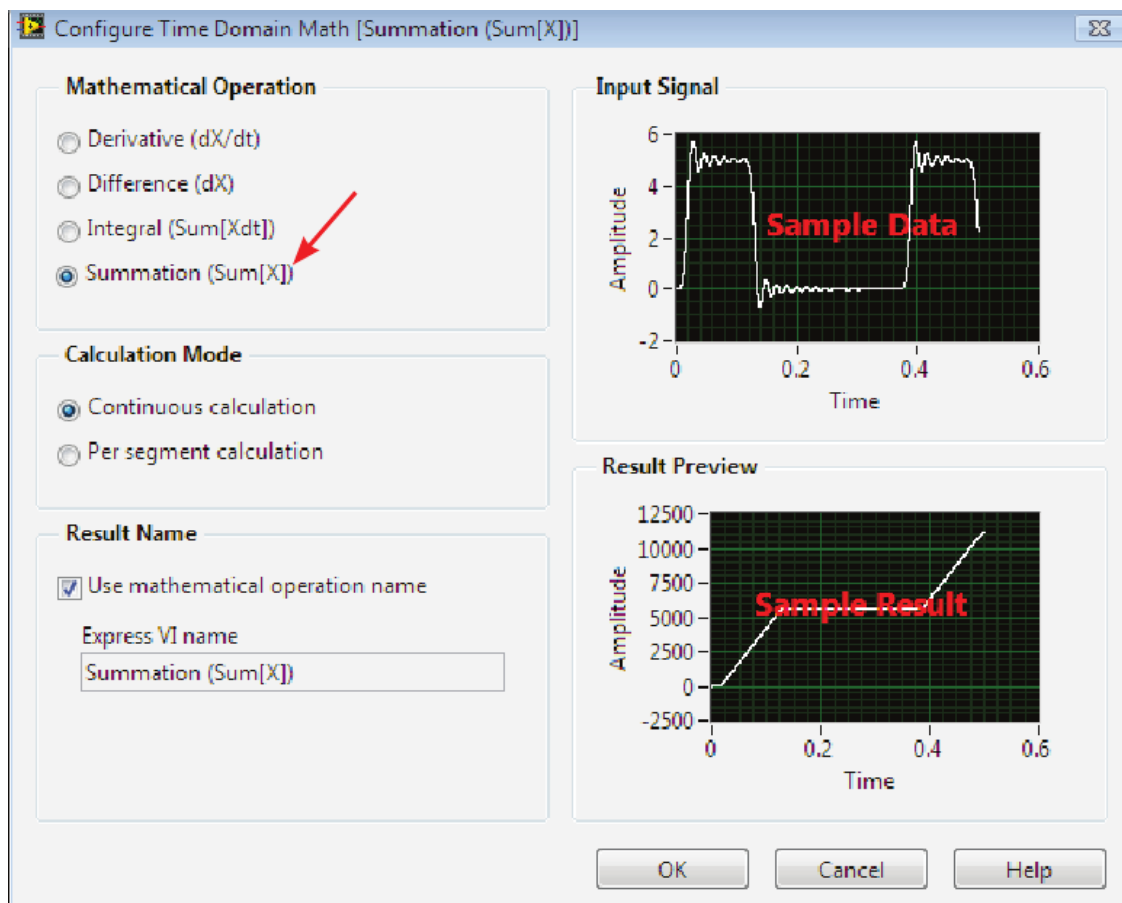 Configure Time Domain Math [Summation (Sum[X])]
Mathematical Operation
Derivative (dX/dt)
Difference (dX)
Integral (Sum[Xdt])
Summation (Sum[X])
Calculation Mode
Continuous calculation
Per segment calculation
Result Name
Use mathematical operation name
Express VI name
Summation (Sum[X])
Input Signal
Amplitude
6
4
2
0
-2
Sample Data
0 0.2 0.4 0.6
Time
Result Preview
Amplitude
12500
10000
7500
5000
2500
0
-2500
Sample Result
0 0.2 0.4 0.6
Time
OK Cancel Help